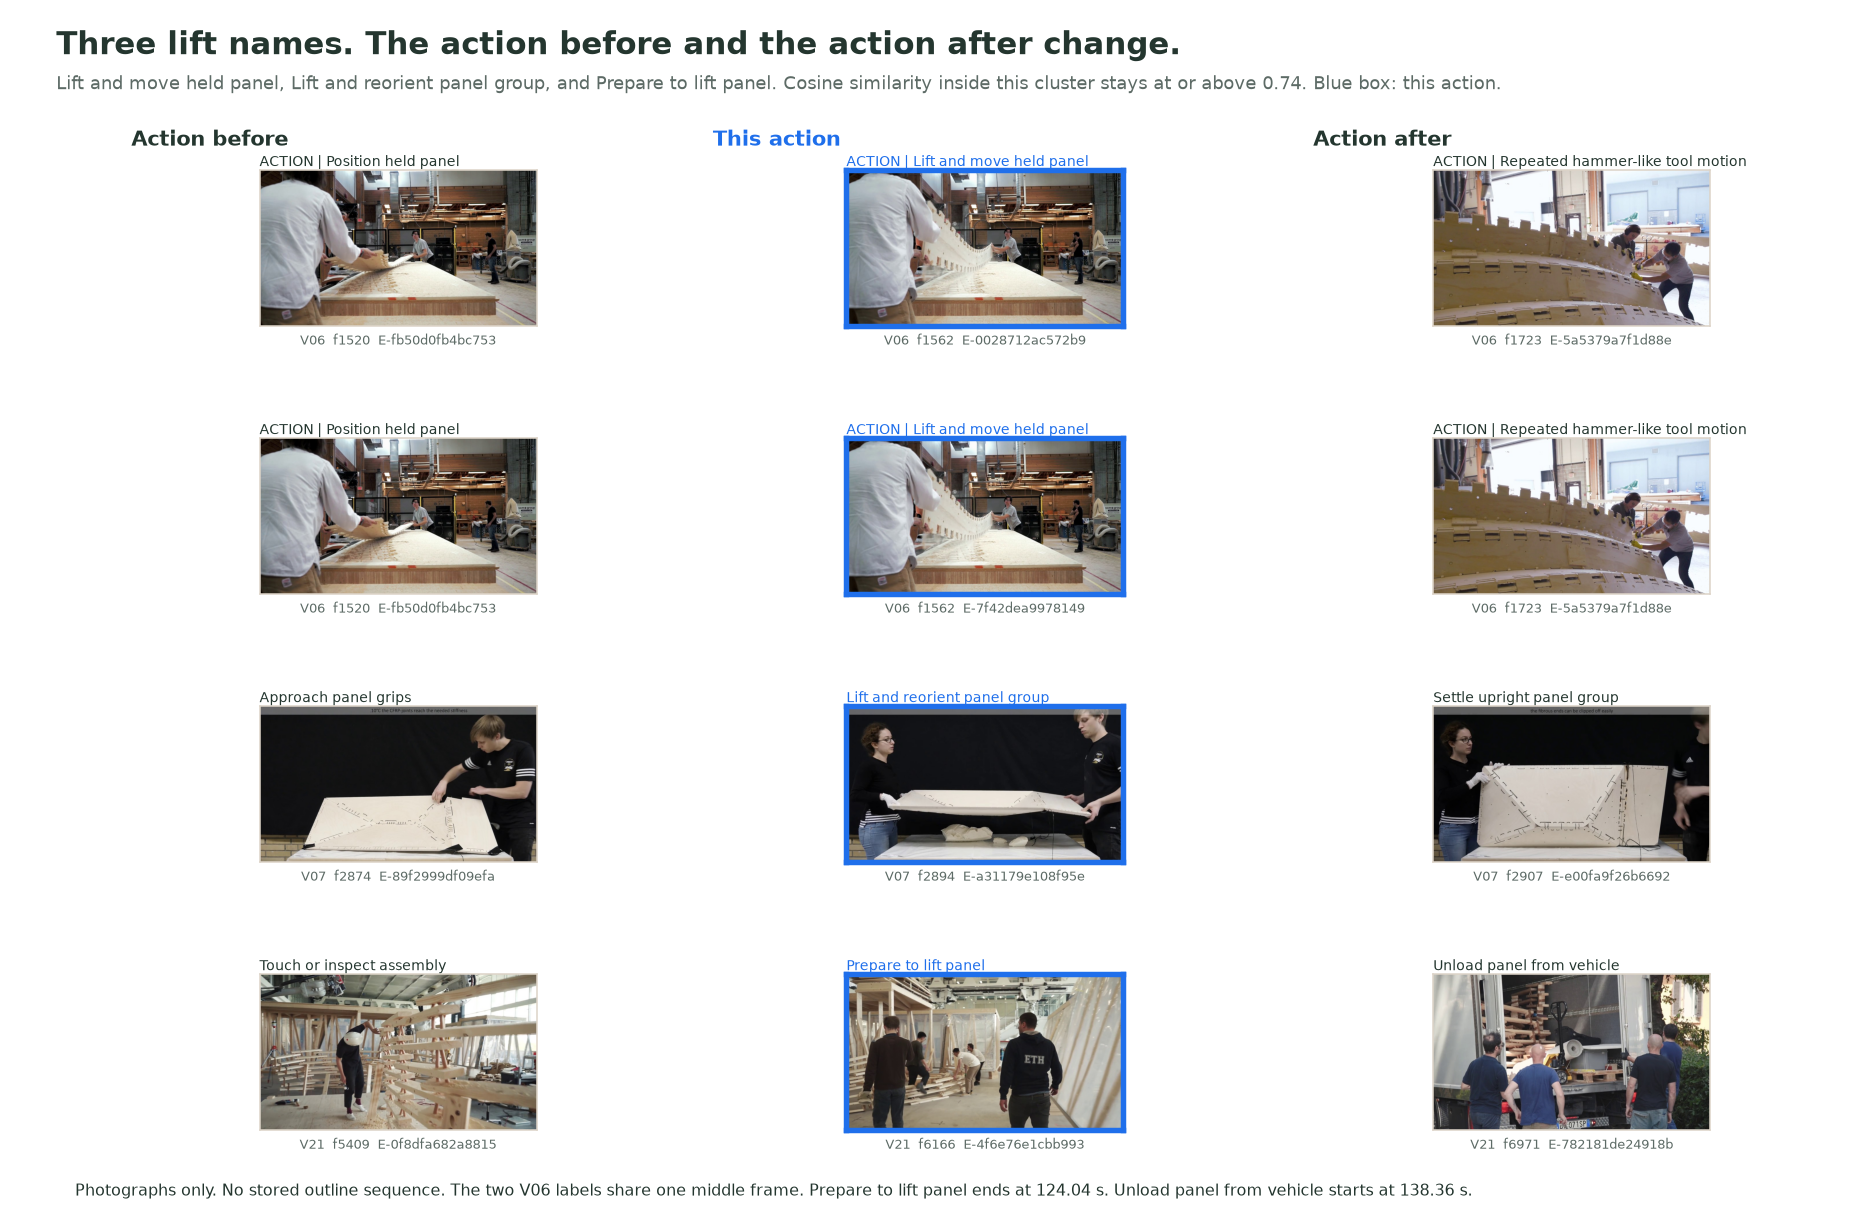 Three lift names. The action before and the action after change.
Lift and move held panel, Lift and reorient panel group, and Prepare to lift panel. Cosine similarity inside this cluster stays at or above 0.74. Blue box: this action.
Action before
This action
Action after
ACTION | Position held panel
ACTION | Lift and move held panel
ACTION | Repeated hammer-like tool motion
V06 f1520 E-fb50d0fb4bc753
V06 f1562 E-0028712ac572b9
V06 f1723 E-5a5379a7f1d88e
ACTION | Position held panel
ACTION | Lift and move held panel
ACTION | Repeated hammer-like tool motion
V06 f1520 E-fb50d0fb4bc753
V06 f1562 E-7f42dea9978149
V06 f1723 E-5a5379a7f1d88e
Approach panel grips
Lift and reorient panel group
Settle upright panel group
V07 f2874 E-89f2999df09efa
V07 f2894 E-a31179e108f95e
V07 f2907 E-e00fa9f26b6692
Touch or inspect assembly
Prepare to lift panel
Unload panel from vehicle
ETH
V21 f5409 E-0f8dfa682a8815
V21 f6166 E-4f6e76e1cbb993
V21 f6971 E-782181de24918b
Photographs only. No stored outline sequence. The two V06 labels share one middle frame. Prepare to lift panel ends at 124.04 s. Unload panel from vehicle starts at 138.36 s.